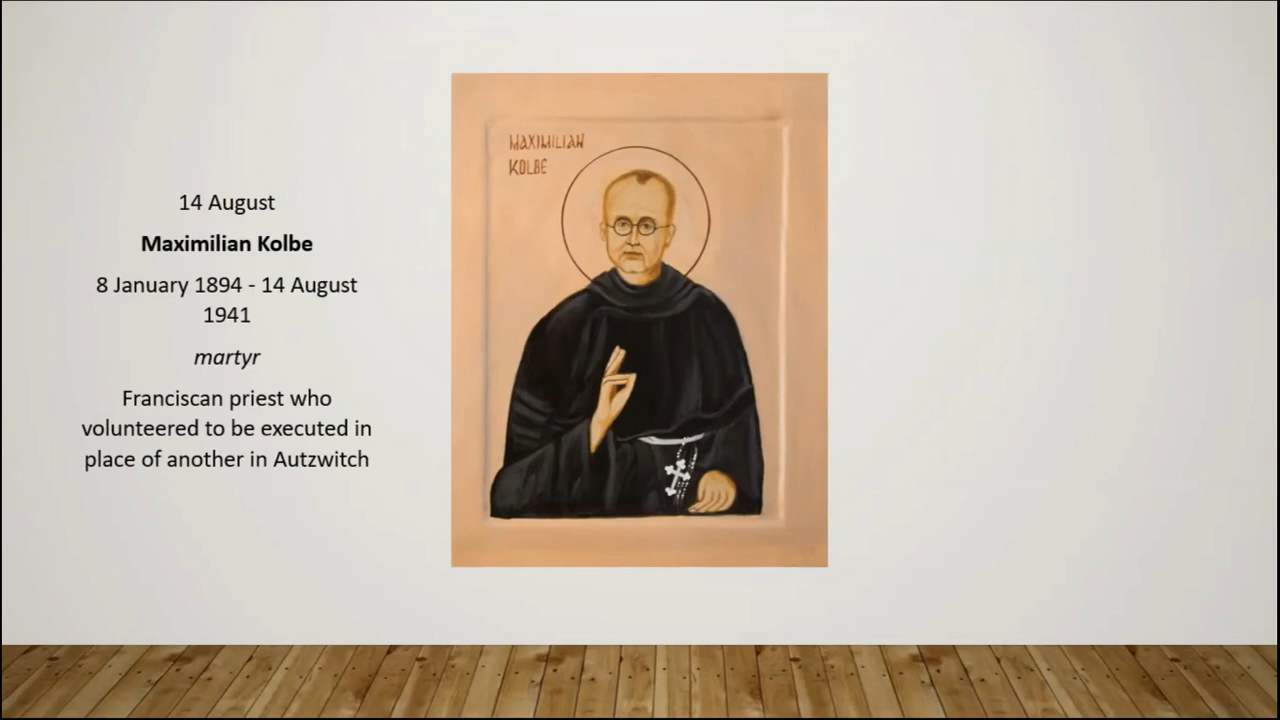 14 August
Maximilian Kolbe
8 January 1894 - 14 August
1941
martyr
Franciscan priest who
volunteered to be executed in
place of another in Autzwitch
MAXIMILIAN
KOLBE